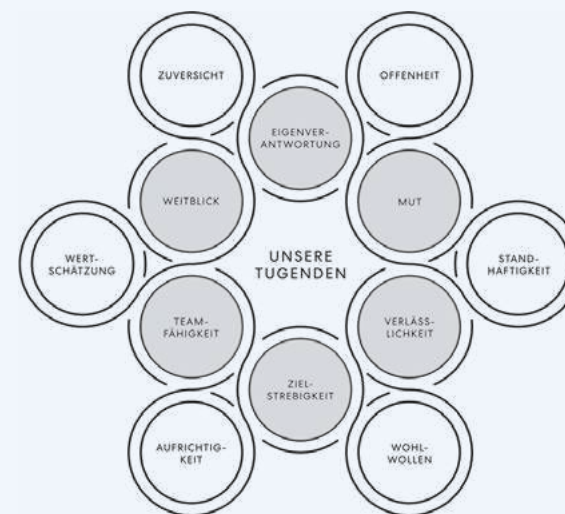 ZUVERSICHT
OFFENHEIT
EIGENVER-
ANTWORTUNG
WEITBLICK
MUT
WERT-
SCHÄTZUNG
UNSERE
TUGENDEN
STAND-
HAFTIGKEIT
TEAM-
FÄHIGKEIT
VERLÄSS-
LICHKEIT
ZIEL-
STREBIGKEIT
AUFRICHTIG-
KEIT
WOHL-
WOLLEN